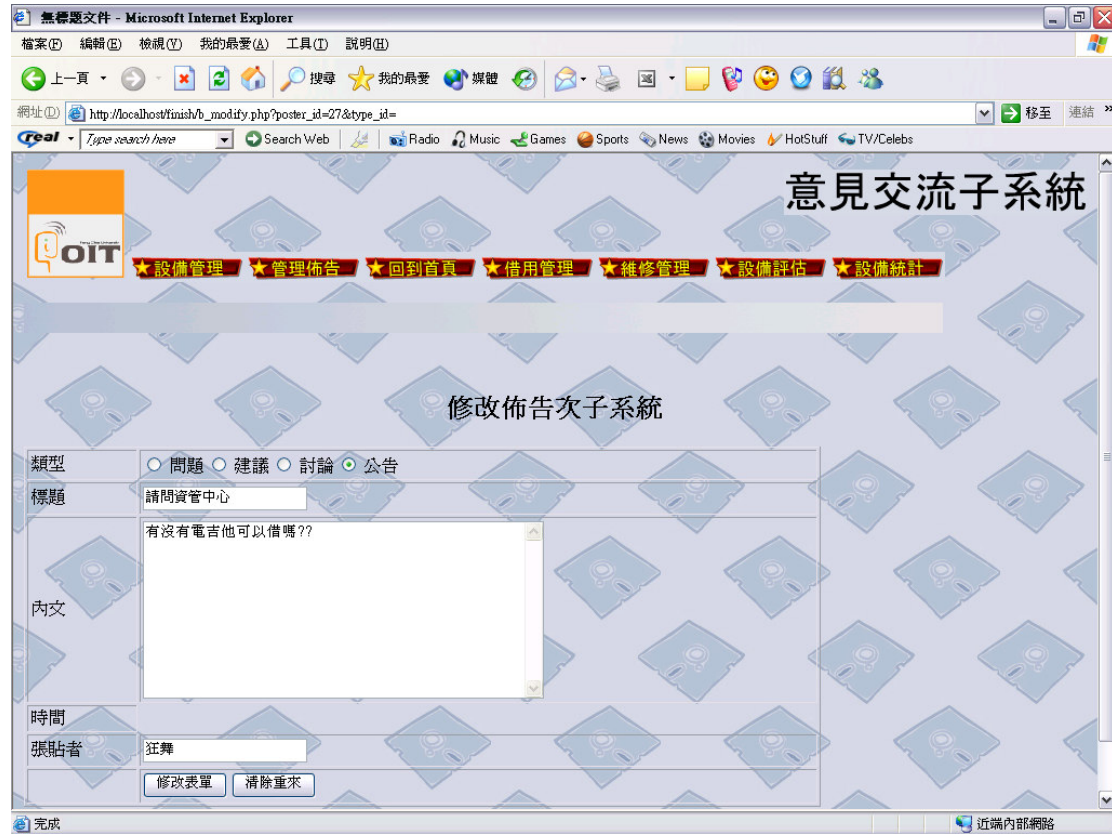 無標題文件 - Microsoft Internet Explorer
檔案(F) 編輯(E) 檢視(V) 我的最愛(A) 工具(T) 說明(H)
上一頁 搜尋 我的最愛 媒體
網址(D) http://localhost/finish/b_modify.php?poster_id=27&type_id= 移至 連結 »
real Type search here Search Web Radio Music Games Sports News Movies HotStuff TV/Celebs
意見交流子系統
OIT
設備管理 管理佈告 回到首頁 借用管理 維修管理 設備評估 設備統計
修改佈告次子系統
類型 問題 建議 討論 公告
標題 請問資管中心
內文 有沒有電吉他可以借嗎??
時間
張貼者 狂舞
修改表單 清除重來
完成 近端內部網路